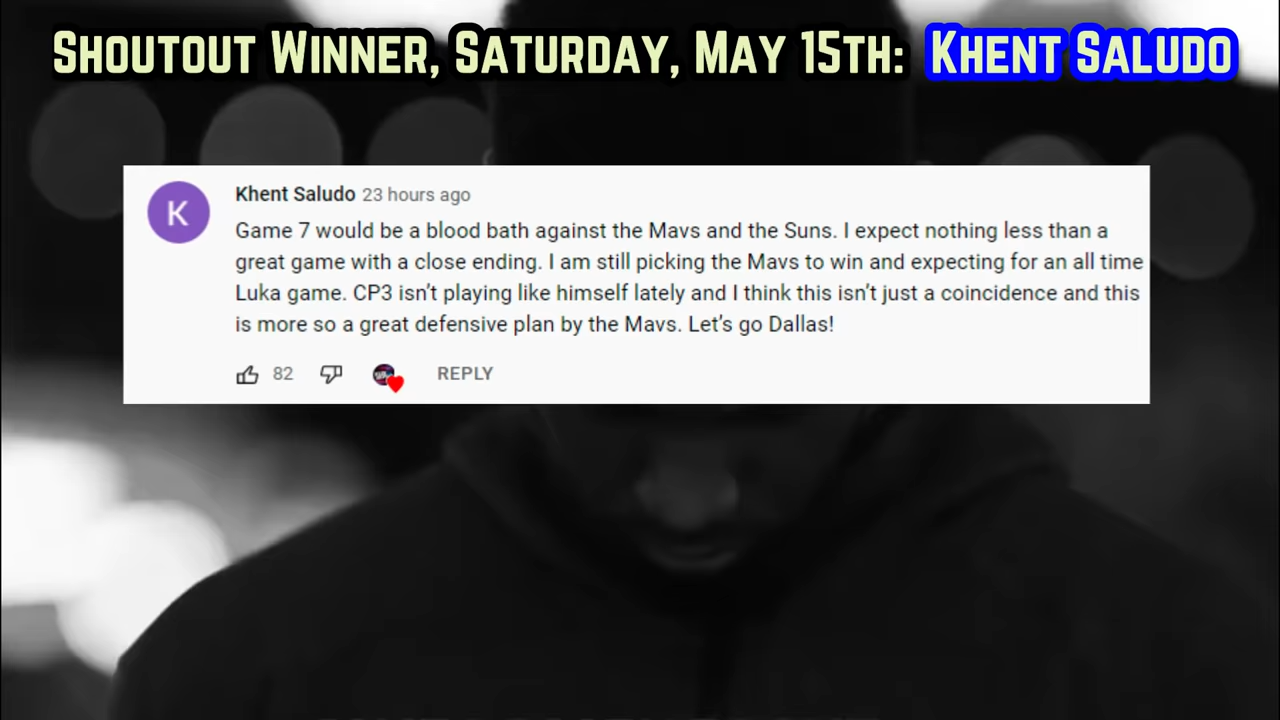 Shoutout Winner, Saturday, May 15th: Khent Saludo
K
Khent Saludo 23 hours ago
Game 7 would be a blood bath against the Mavs and the Suns. I expect nothing less than a
great game with a close ending. I am still picking the Mavs to win and expecting for an all time
Luka game. CP3 isn’t playing like himself lately and I think this isn’t just a coincidence and this
is more so a great defensive plan by the Mavs. Let’s go Dallas!
82 REPLY